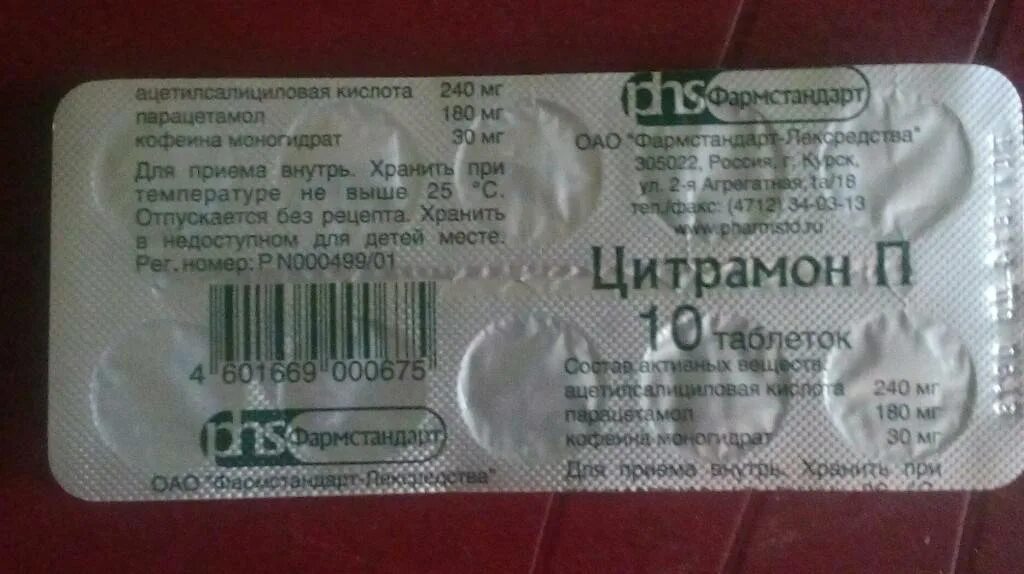 ацетилсалициловая кислота 240 мг
парацетамол 180 мг
кофеина моногидрат 30 мг
Для приема внутрь. Хранить при
температуре не выше 25 °С.
Отпускается без рецепта. Хранить
в недоступном для детей месте.
Рег. номер: Р N000499/01
4 601669 000675
phs Фармстандарт
ОАО "Фармстандарт-Лексредства"
phs Фармстандарт
ОАО "Фармстандарт-Лексредства"
305022, Россия, г. Курск,
ул. 2-я Агрегатная,1а/18
тел./факс: (4712) 34-03-13
www.pharmstd.ru
Цитрамон П
10 таблеток
Состав активных веществ:
ацетилсалициловая кислота 240 мг
парацетамол 180 мг
кофеина моногидрат 30 мг
Для приема внутрь. Хранить при